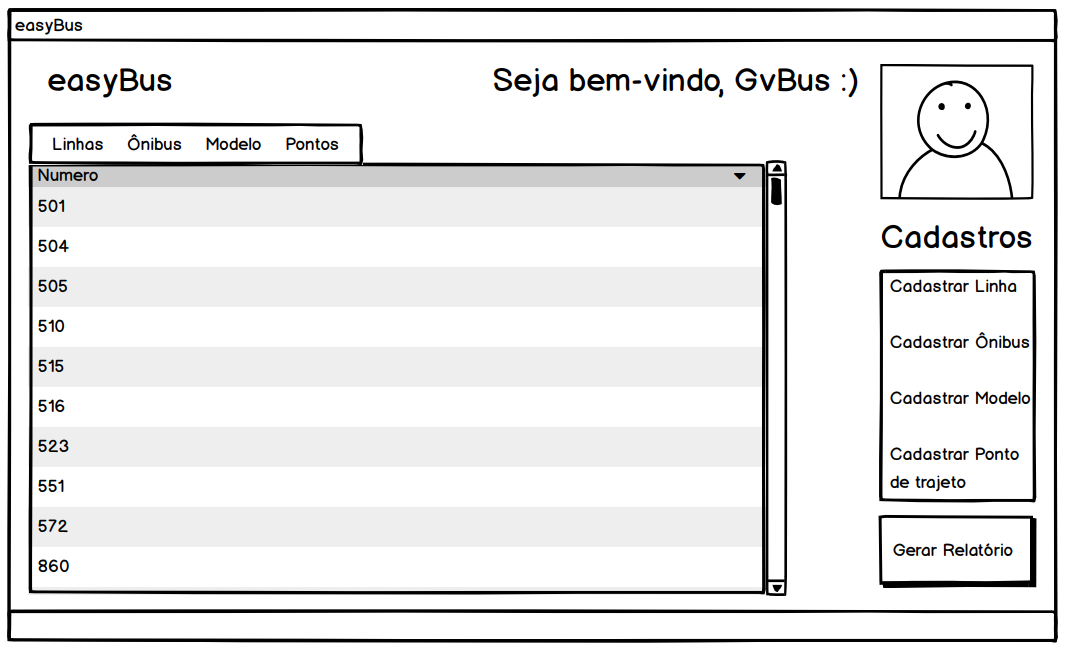 easyBus
easyBus
Seja bem-vindo, GvBus :)
Linhas Ônibus Modelo Pontos
Numero
501
504
505
510
515
516
523
551
572
860
Cadastros
Cadastrar Linha
Cadastrar Ônibus
Cadastrar Modelo
Cadastrar Ponto
de trajeto
Gerar Relatório